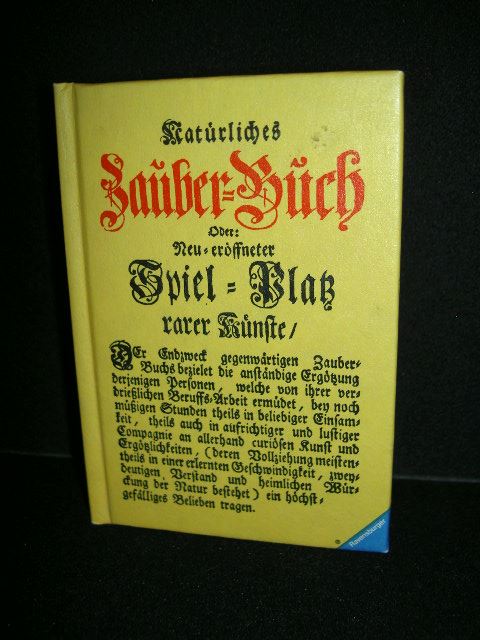 Natürliches
Zauber=Buch
Oder:
Neu-eröffneter
Spiel=Platz
rarer Künste/
DEr Endzweck gegenwärtigen Zauber-
Buchs bezielet die anständige Ergötzung
derjenigen Personen, welche von ihrer ver-
drießlichen Beruffs-Arbeit ermüdet, bey noch
müßigen Stunden theils in beliebiger Einsam-
keit, theils auch in aufrichtiger und lustiger
Compagnie an allerhand curiösen Kunst und
Ergötzlichkeiten, (deren Vollziehung meisten-
theils in einer erlernten Geschwindigkeit, zwey-
deutigen Verstand und heimlichen Wür-
ckung der Natur bestehet) ein höchst-
gefälliges Belieben tragen.
Ravensburger